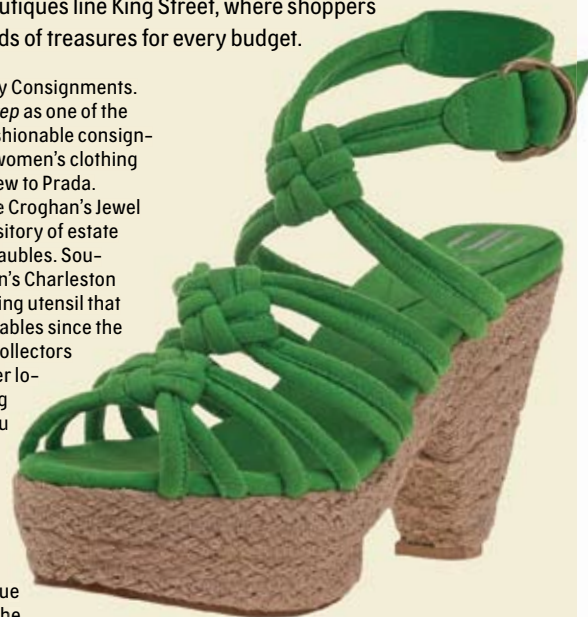 utiques line King Street, where shoppers
ds of treasures for every budget.
y Consignments.
ep as one of the
shionable consign-
women's clothing
ew to Prada.
e Croghan's Jewel
sitory of estate
aubles. Sou-
n's Charleston
ing utensil that
ables since the
ollectors
er lo-
g
u
ue
he